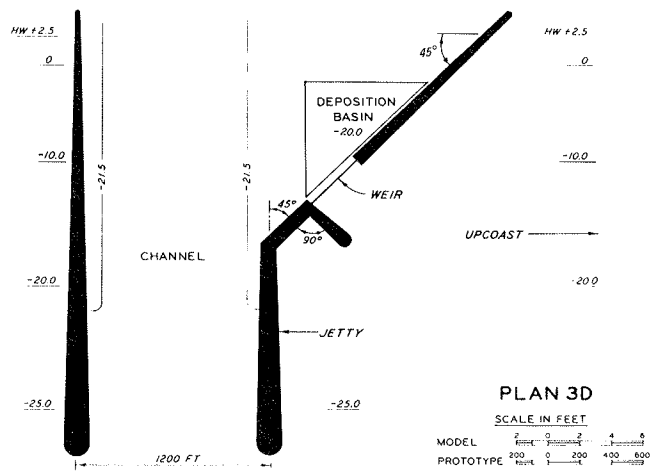 HW +2.5
0
-10.0
-20.0
-25.0
-21.5
CHANNEL
-21.5
45°
DEPOSITION
BASIN
-20.0
WEIR
45°
90°
JETTY
UPCOAST
HW +2.5
0
-10.0
-20.0
-25.0
1200 FT
PLAN 3D
SCALE IN FEET
MODEL 2 0 2 4 6
PROTOTYPE 200 0 200 400 600